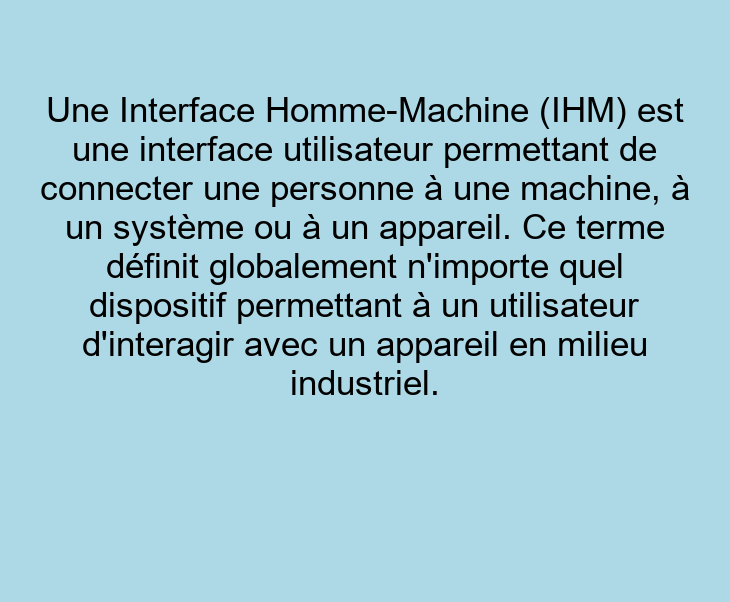 Une Interface Homme-Machine (IHM) est
une interface utilisateur permettant de
connecter une personne à une machine, à
un système ou à un appareil. Ce terme
définit globalement n'importe quel
dispositif permettant à un utilisateur
d'interagir avec un appareil en milieu
industriel.